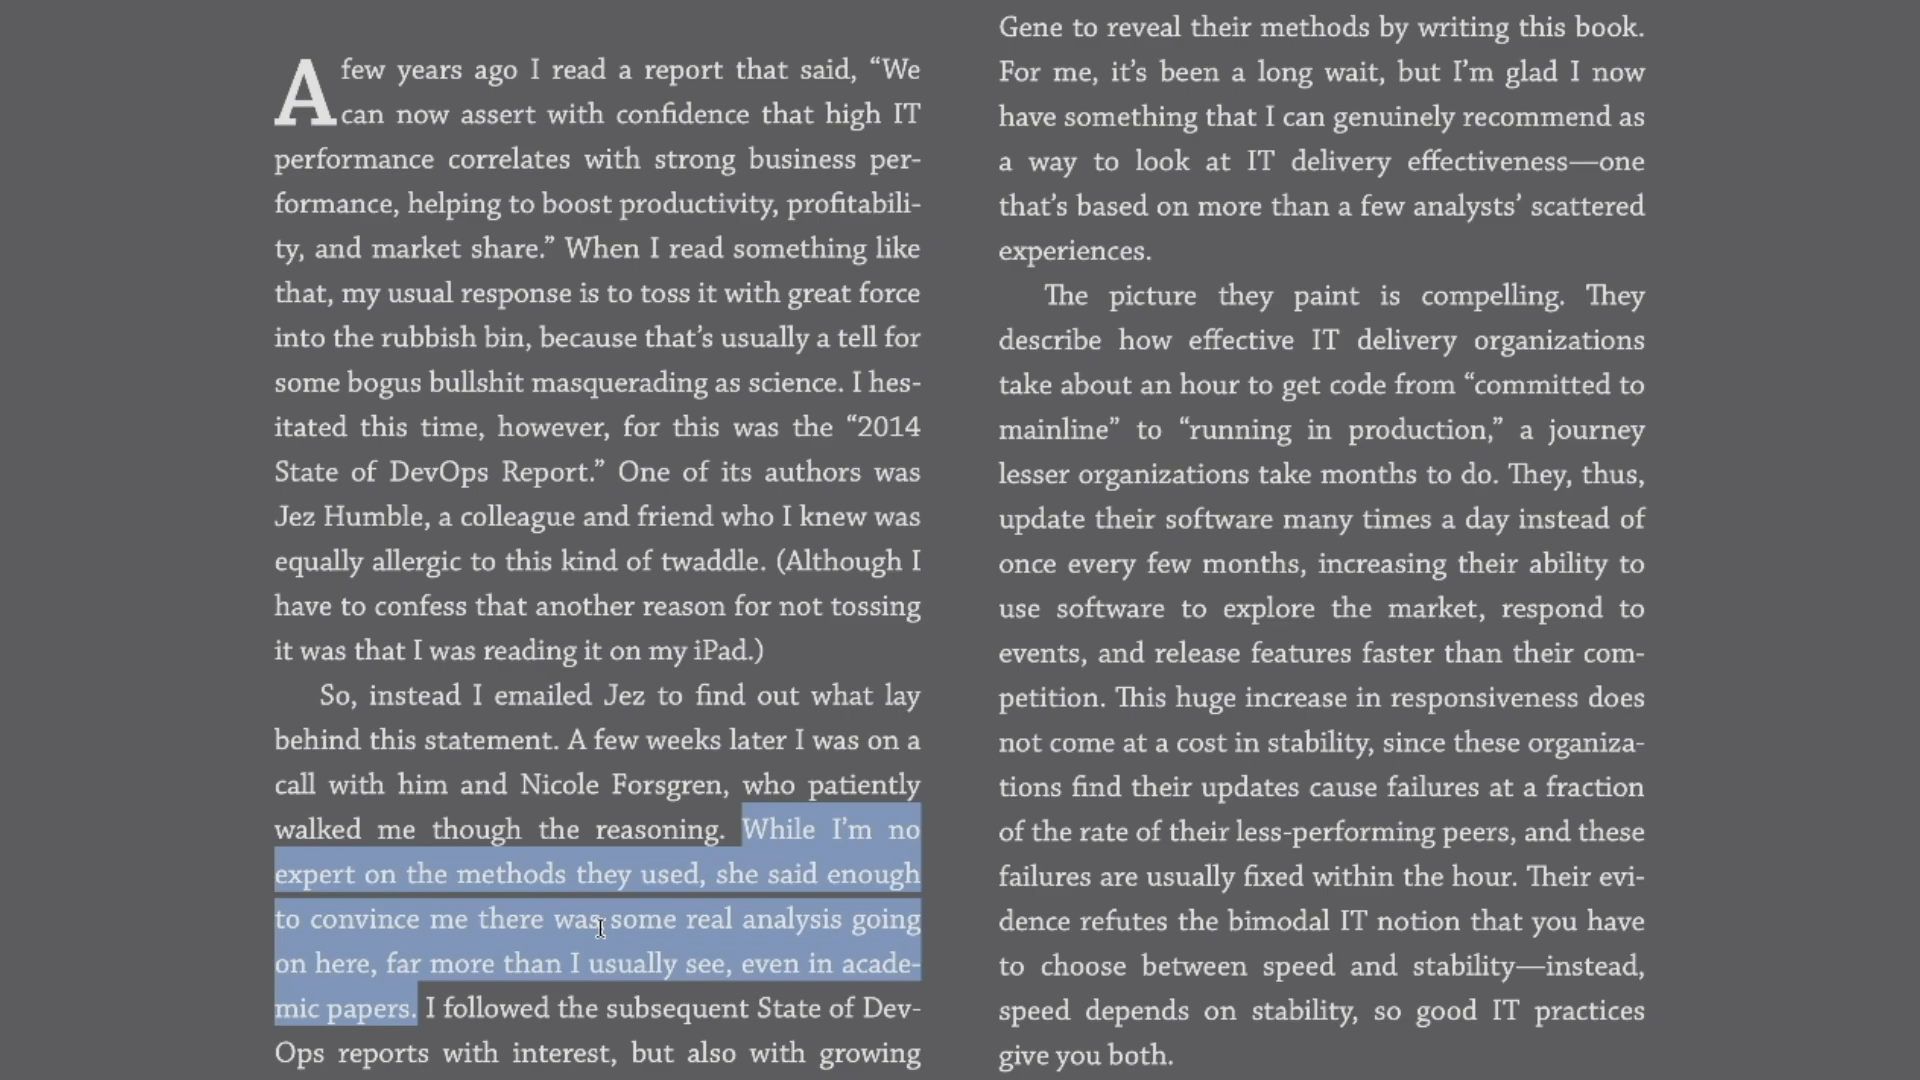 A few years ago I read a report that said, “We
can now assert with confidence that high IT
performance correlates with strong business per-
formance, helping to boost productivity, profitabili-
ty, and market share.” When I read something like
that, my usual response is to toss it with great force
into the rubbish bin, because that’s usually a tell for
some bogus bullshit masquerading as science. I hes-
itated this time, however, for this was the “2014
State of DevOps Report.” One of its authors was
Jez Humble, a colleague and friend who I knew was
equally allergic to this kind of twaddle. (Although I
have to confess that another reason for not tossing
it was that I was reading it on my iPad.)
So, instead I emailed Jez to find out what lay
behind this statement. A few weeks later I was on a
call with him and Nicole Forsgren, who patiently
walked me though the reasoning. While I’m no
expert on the methods they used, she said enough
to convince me there was some real analysis going
on here, far more than I usually see, even in acade-
mic papers. I followed the subsequent State of Dev-
Ops reports with interest, but also with growing
Gene to reveal their methods by writing this book.
For me, it’s been a long wait, but I’m glad I now
have something that I can genuinely recommend as
a way to look at IT delivery effectiveness—one
that’s based on more than a few analysts’ scattered
experiences.
The picture they paint is compelling. They
describe how effective IT delivery organizations
take about an hour to get code from “committed to
mainline” to “running in production,” a journey
lesser organizations take months to do. They, thus,
update their software many times a day instead of
once every few months, increasing their ability to
use software to explore the market, respond to
events, and release features faster than their com-
petition. This huge increase in responsiveness does
not come at a cost in stability, since these organiza-
tions find their updates cause failures at a fraction
of the rate of their less-performing peers, and these
failures are usually fixed within the hour. Their evi-
dence refutes the bimodal IT notion that you have
to choose between speed and stability—instead,
speed depends on stability, so good IT practices
give you both.